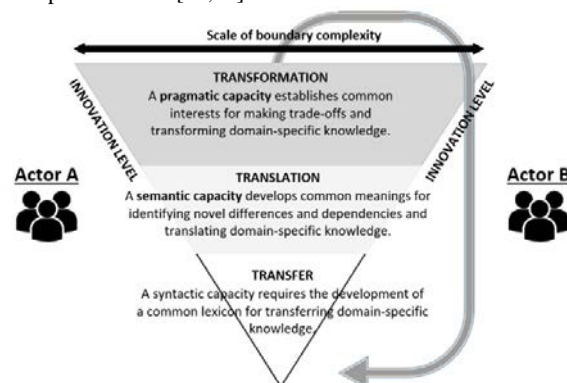 Scale of boundary complexity
TRANSFORMATION
A pragmatic capacity establishes common
interests for making trade-offs and
transforming domain-specific knowledge.
INNOVATION LEVEL
INNOVATION LEVEL
Actor A
Actor B
TRANSLATION
A semantic capacity develops common meanings for
identifying novel differences and dependencies and
translating domain-specific knowledge.
TRANSFER
A syntactic capacity requires the development of
a common lexicon for transferring domain-specific
knowledge.